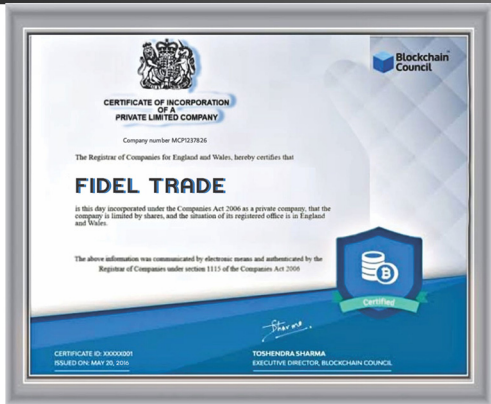 Blockchain
Council
CERTIFICATE OF INCORPORATION
OF A
PRIVATE LIMITED COMPANY
Company number MCP1237826
The Registrar of Companies for England and Wales, hereby certifies that
FIDEL TRADE
is this day incorporated under the Companies Act 2006 as a private company, that the
company is limited by shares, and the situation of its registered office is in England
and Wales.
The above information was communicated by electronic means and authenticated by the
Registrar of Companies under section 1115 of the Companies Act 2006
Certified
Sharma
CERTIFICATE ID: XXXXX001
ISSUED ON: MAY 20, 2016
TOSHENDRA SHARMA
EXECUTIVE DIRECTOR, BLOCKCHAIN COUNCIL